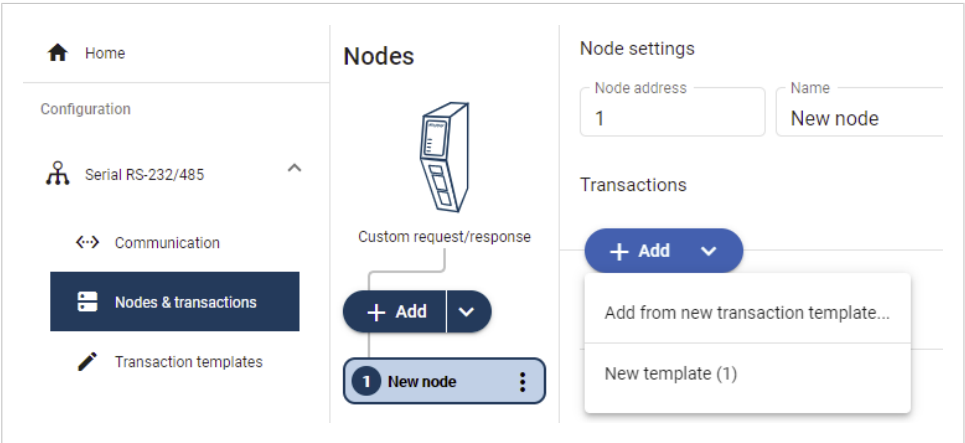 Home
Configuration
Serial RS-232/485
Communication
Nodes & transactions
Transaction templates
Nodes
Custom request/response
Add
1 New node
Node settings
Node address
1
Name
New node
Transactions
Add
Add from new transaction template...
New template (1)